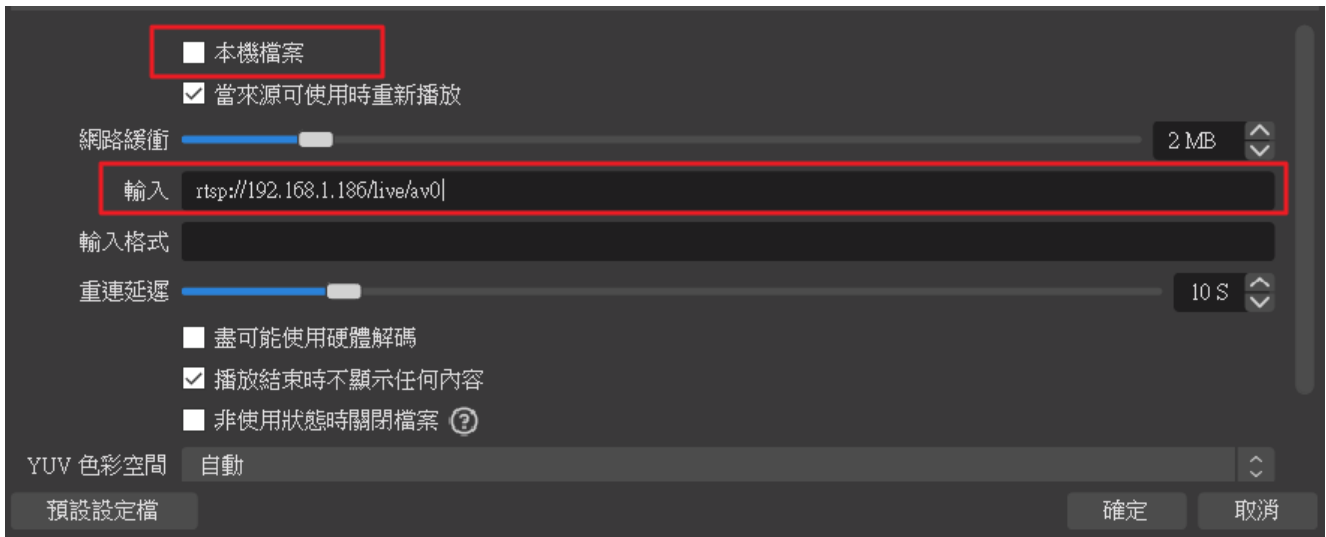 本機檔案
當來源可使用時重新播放
網路緩衝 2 MB
輸入 rtsp://192.168.1.186/live/av0
輸入格式
重連延遲 10 S
盡可能使用硬體解碼
播放結束時不顯示任何內容
非使用狀態時關閉檔案 ?
YUV 色彩空間 自動
預設設定檔 確定 取消